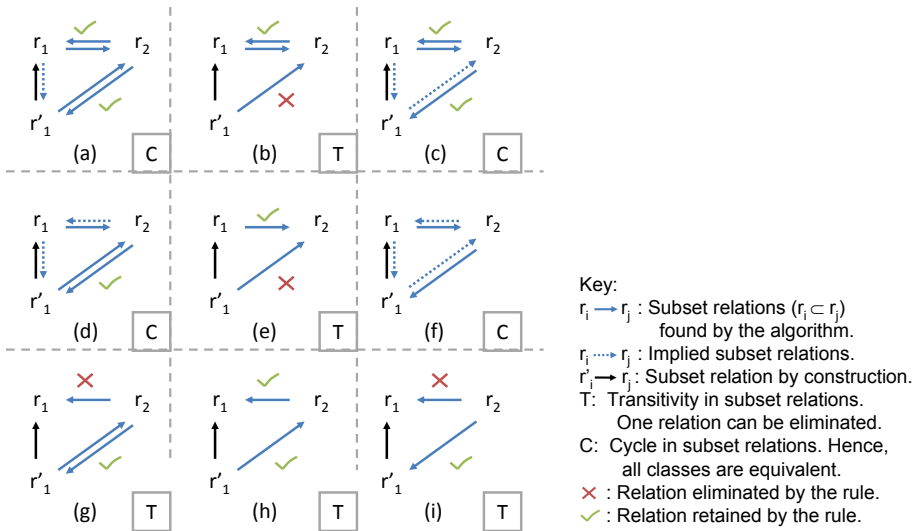 r₁ r₂ r₁ r₂ r₁ r₂
r'₁ r'₁ r'₁
(a) C (b) T (c) C
r₁ r₂ r₁ r₂ r₁ r₂
r'₁ r'₁ r'₁
(d) C (e) T (f) C
r₁ r₂ r₁ r₂ r₁ r₂
r'₁ r'₁ r'₁
(g) T (h) T (i) T
Key:
rᵢ → rⱼ : Subset relations (rᵢ ⊂ rⱼ)
found by the algorithm.
rᵢ ⇢ rⱼ : Implied subset relations.
r'ᵢ → rⱼ : Subset relation by construction.
T: Transitivity in subset relations.
One relation can be eliminated.
C: Cycle in subset relations. Hence,
all classes are equivalent.
✗ : Relation eliminated by the rule.
✓ : Relation retained by the rule.